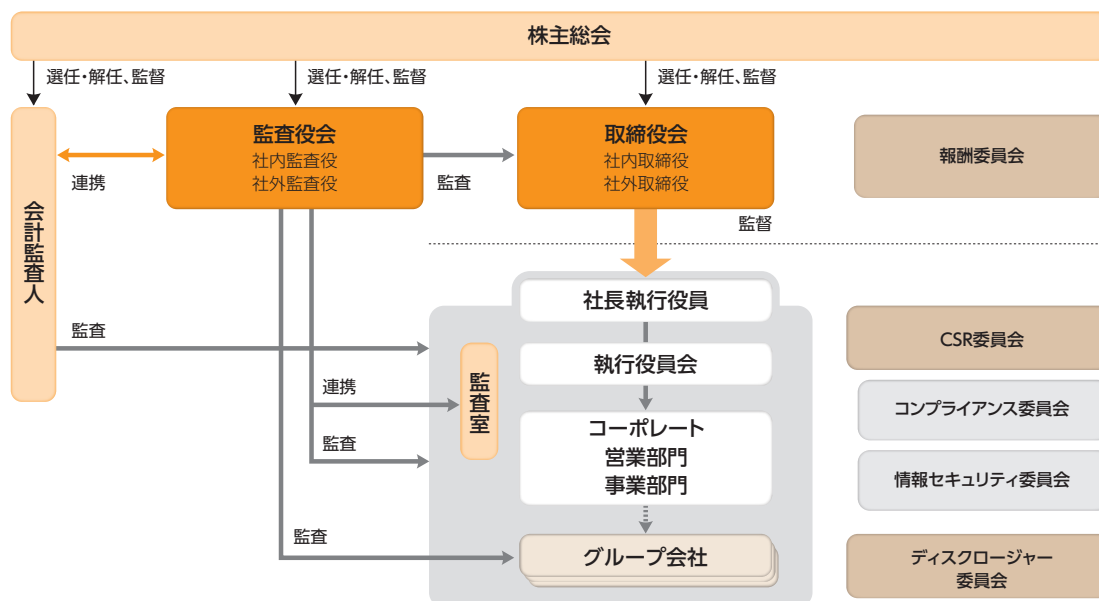 株主総会
選任・解任、監督
選任・解任、監督
選任・解任、監督
会計監査人
連携
監査役会
社内監査役
社外監査役
監査
取締役会
社内取締役
社外取締役
報酬委員会
監督
社長執行役員
監査
執行役員会
監査室
連携
監査
コーポレート
営業部門
事業部門
監査
グループ会社
CSR委員会
コンプライアンス委員会
情報セキュリティ委員会
ディスクロージャー
委員会